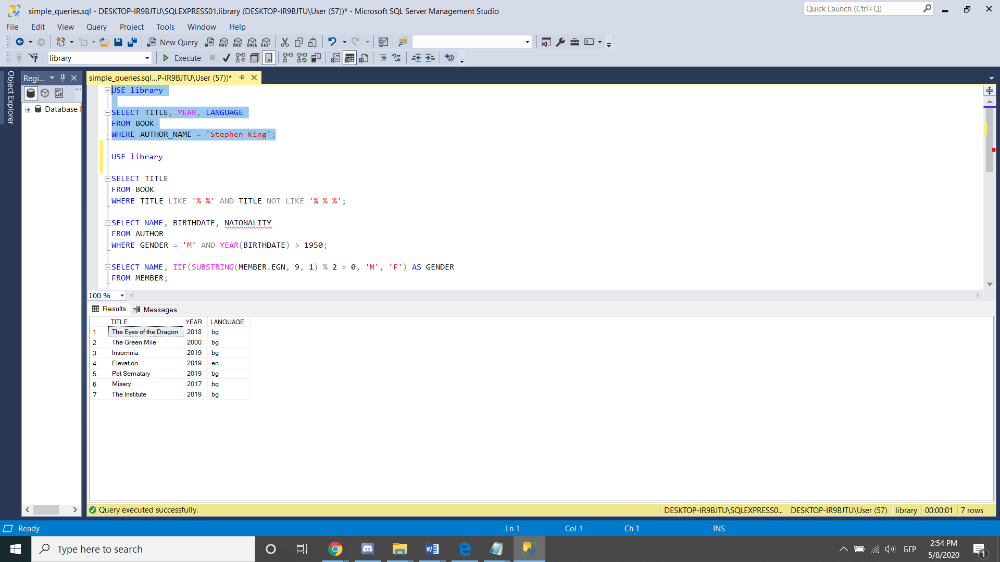 simple_queries.sql - DESKTOP-IR9BJTU\SQLEXPRESS01.library (DESKTOP-IR9BJTU\User (57))* - Microsoft SQL Server Management Studio
Quick Launch (Ctrl+Q)
File Edit View Query Project Tools Window Help
New Query MDX DMX XMLA DAX
library Execute
Object Explorer
Regi...
Database
simple_queries.sql...P-IR9BJTU\User (57))*
USE library
SELECT TITLE, YEAR, LANGUAGE
FROM BOOK
WHERE AUTHOR_NAME = 'Stephen King';
USE library
SELECT TITLE
FROM BOOK
WHERE TITLE LIKE '% %' AND TITLE NOT LIKE '% % %';
SELECT NAME, BIRTHDATE, NATONALITY
FROM AUTHOR
WHERE GENDER = 'M' AND YEAR(BIRTHDATE) > 1950;
SELECT NAME, IIF(SUBSTRING(MEMBER.EGN, 9, 1) % 2 = 0, 'M', 'F') AS GENDER
FROM MEMBER;
100 %
Results Messages
TITLE YEAR LANGUAGE
1 The Eyes of the Dragon 2018 bg
2 The Green Mile 2000 bg
3 Insomnia 2019 bg
4 Elevation 2019 en
5 Pet Sematary 2019 bg
6 Misery 2017 bg
7 The Institute 2019 bg
Query executed successfully. DESKTOP-IR9BJTU\SQLEXPRESS0... DESKTOP-IR9BJTU\User (57) library 00:00:01 7 rows
Ready Ln 1 Col 1 Ch 1 INS
Type here to search
БГР
2:54 PM
5/8/2020
1